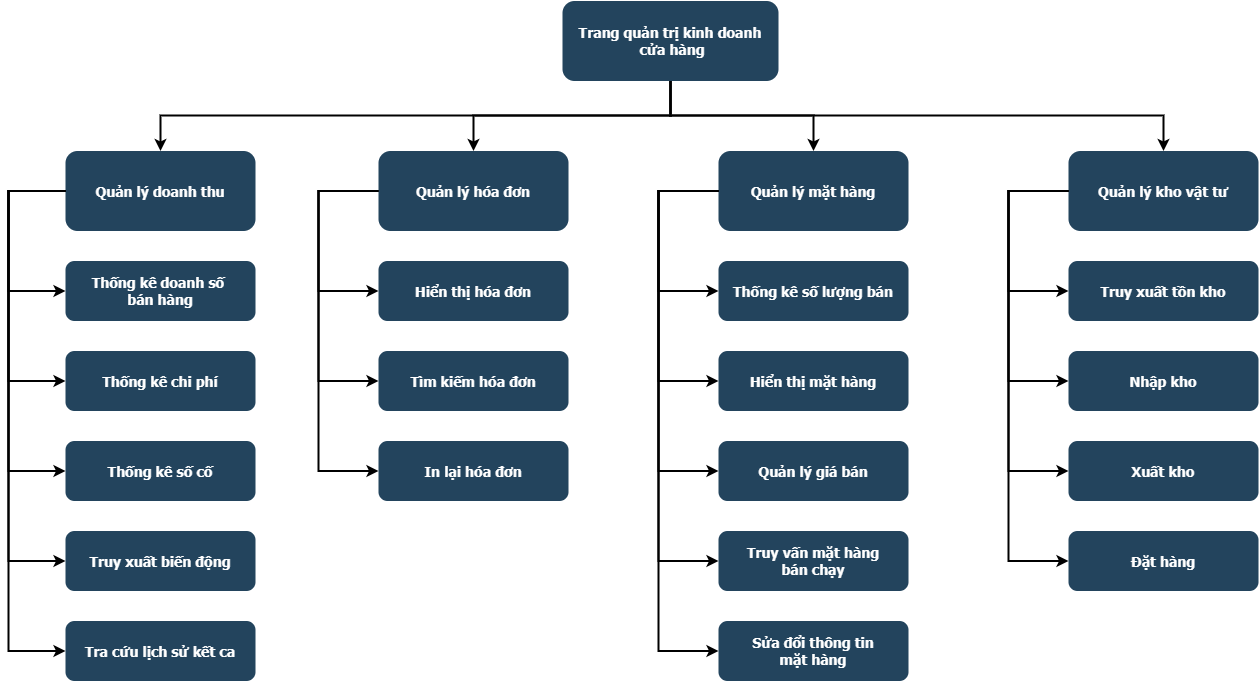 Trang quản trị kinh doanh
cửa hàng
Quản lý doanh thu
Thống kê doanh số
bán hàng
Thống kê chi phí
Thống kê số cố
Truy xuất biến động
Tra cứu lịch sử kết ca
Quản lý hóa đơn
Hiển thị hóa đơn
Tìm kiếm hóa đơn
In lại hóa đơn
Quản lý mặt hàng
Thống kê số lượng bán
Hiển thị mặt hàng
Quản lý giá bán
Truy vấn mặt hàng
bán chạy
Sửa đổi thông tin
mặt hàng
Quản lý kho vật tư
Truy xuất tồn kho
Nhập kho
Xuất kho
Đặt hàng